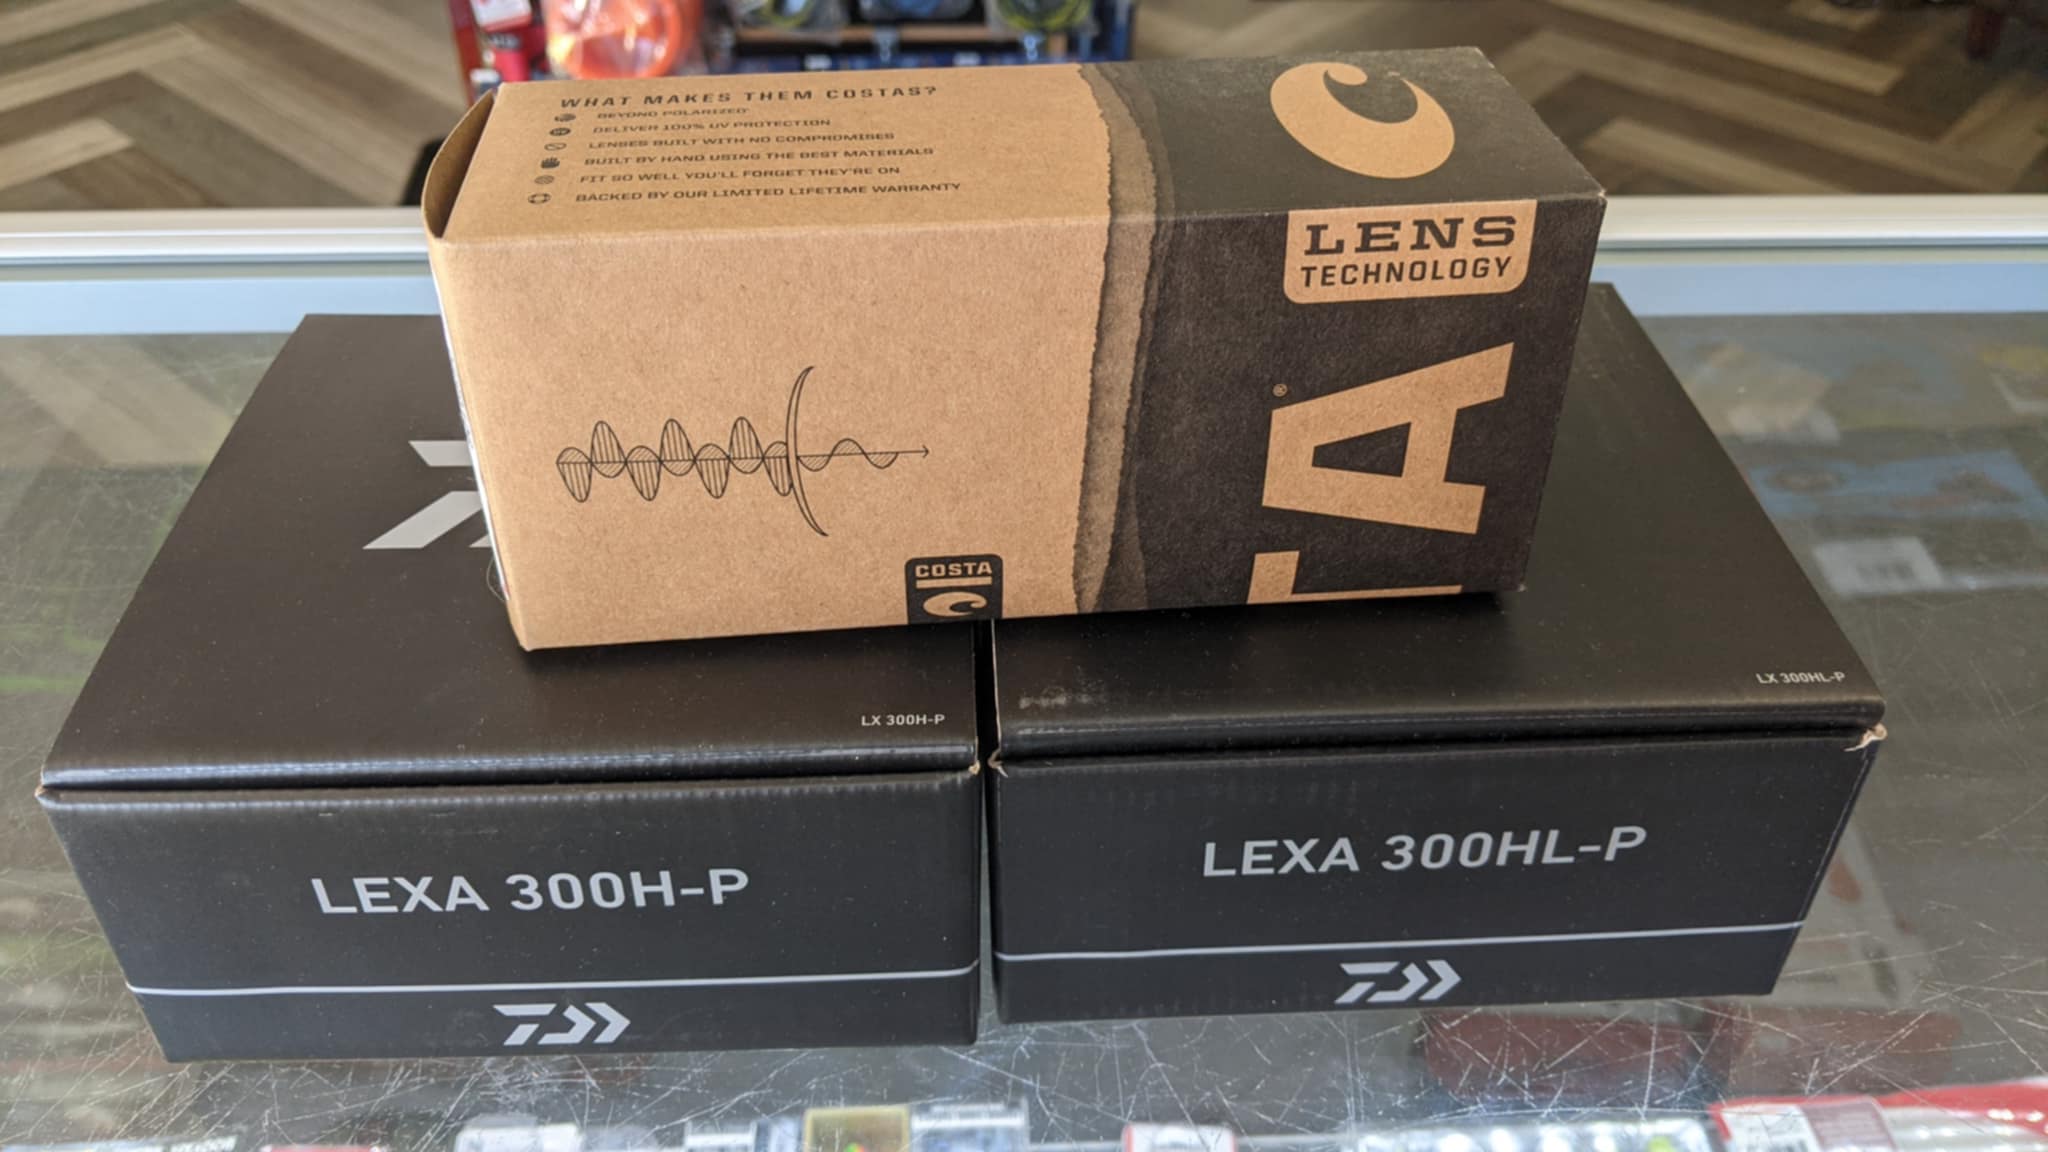 WHAT MAKES THEM COSTAS?
BEYOND POLARIZED
DELIVER 100% UV PROTECTION
LENSES BUILT WITH NO COMPROMISES
BUILT BY HAND USING THE BEST MATERIALS
FIT SO WELL YOU'LL FORGET THEY'RE ON
BACKED BY OUR LIMITED LIFETIME WARRANTY
LENS
TECHNOLOGY
TA®
COSTA
LX 300H-P
LX 300HL-P
LEXA 300H-P
LEXA 300HL-P